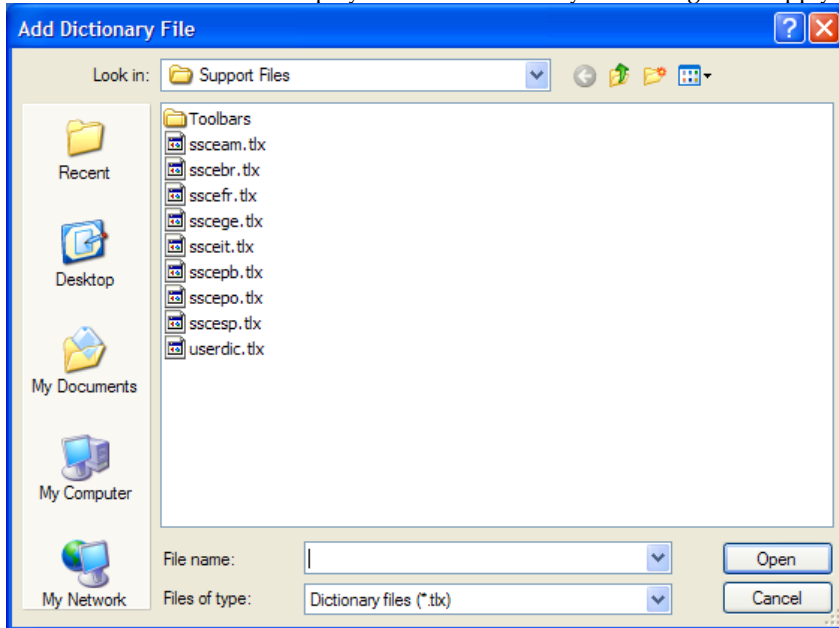 Add Dictionary File
Look in:
Support Files
Recent
Desktop
My Documents
My Computer
My Network
Toolbars
ssceam.tlx
sscebr.tlx
sscefr.tlx
sscege.tlx
ssceit.tlx
sscepb.tlx
sscepo.tlx
sscesp.tlx
userdic.tlx
File name:
Open
Files of type:
Dictionary files (*.tlx)
Cancel